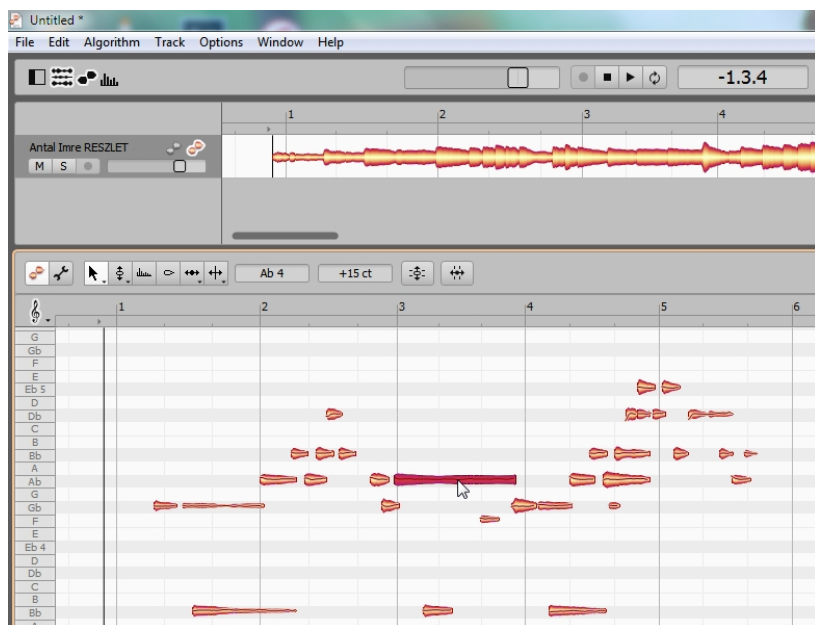 Untitled *
File Edit Algorithm Track Options Window Help
-1.3.4
1 2 3 4
Antal Imre RESZLET
M S
Ab 4 +15 ct
1 2 3 4 5 6
G
Gb
F
E
Eb 5
D
Db
C
B
Bb
A
Ab
G
Gb
F
E
Eb 4
D
Db
C
B
Bb
A